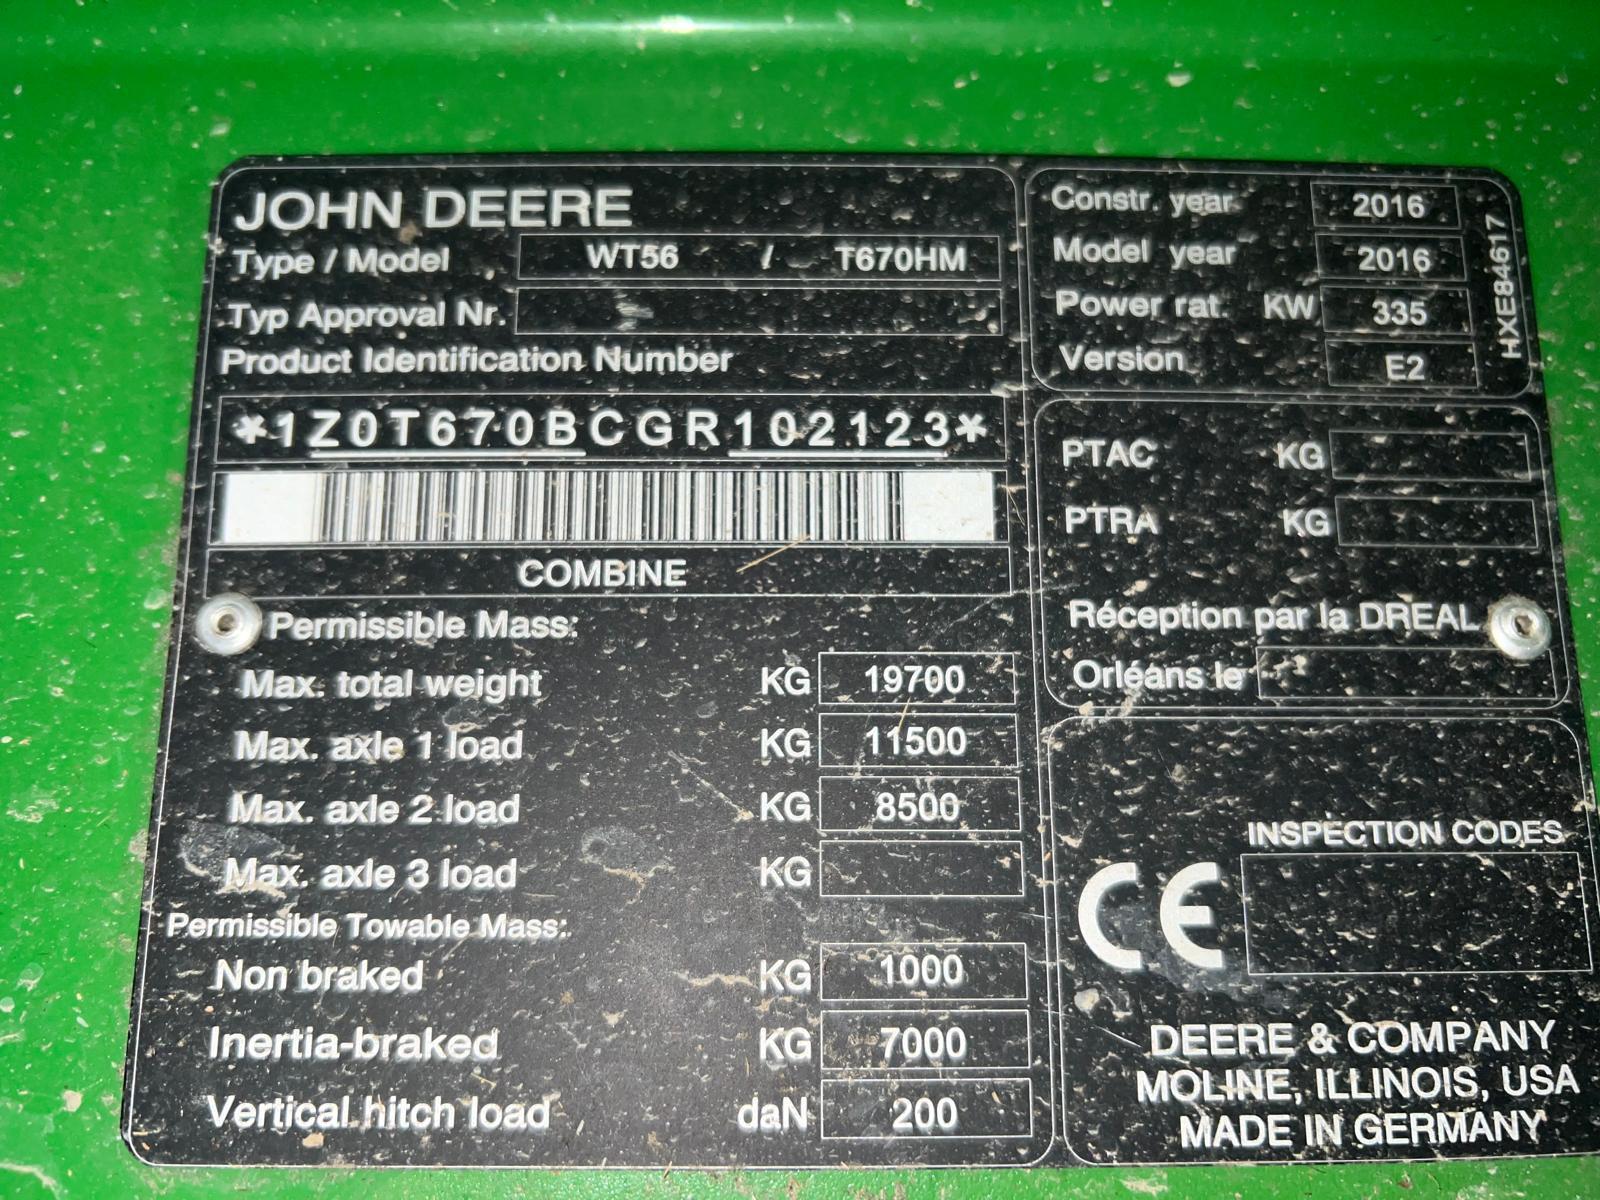 JOHN DEERE
Type / Model WT56 / T670HM
Typ Approval Nr.
Product Identification Number
*1Z0T670BCGR102123*
COMBINE
Permissible Mass:
Max. total weight KG 19700
Max. axle 1 load KG 11500
Max. axle 2 load KG 8500
Max. axle 3 load KG
Permissible Towable Mass:
Non braked KG 1000
Inertia-braked KG 7000
Vertical hitch load daN 200
Constr. year 2016
Model year 2016
Power rat. KW 335
Version E2
HXE84617
PTAC KG
PTRA KG
Réception par la DREAL
Orléans le
INSPECTION CODES
CE
DEERE & COMPANY
MOLINE, ILLINOIS, USA
MADE IN GERMANY